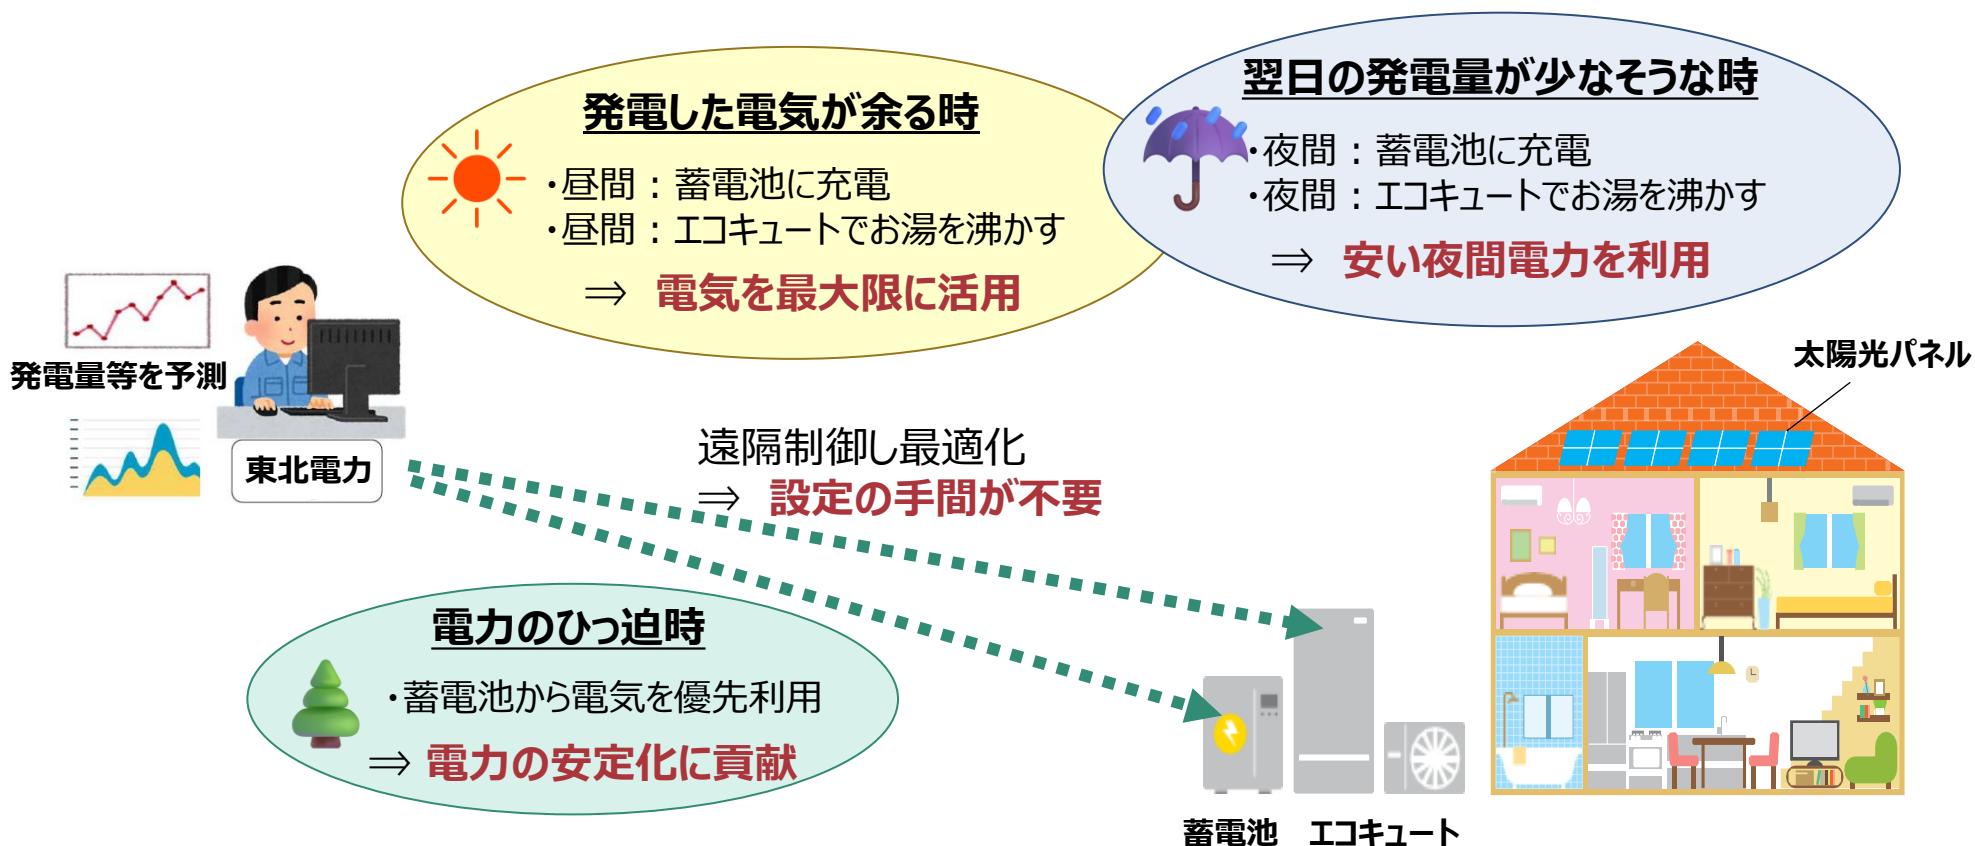 発電した電気が余る時
・昼間：蓄電池に充電
・昼間：エコキュートでお湯を沸かす
⇒ 電気を最大限に活用
翌日の発電量が少なそうな時
・夜間：蓄電池に充電
・夜間：エコキュートでお湯を沸かす
⇒ 安い夜間電力を利用
発電量等を予測
東北電力
遠隔制御し最適化
⇒ 設定の手間が不要
太陽光パネル
電力のひっ迫時
・蓄電池から電気を優先利用
⇒ 電力の安定化に貢献
蓄電池 エコキュート